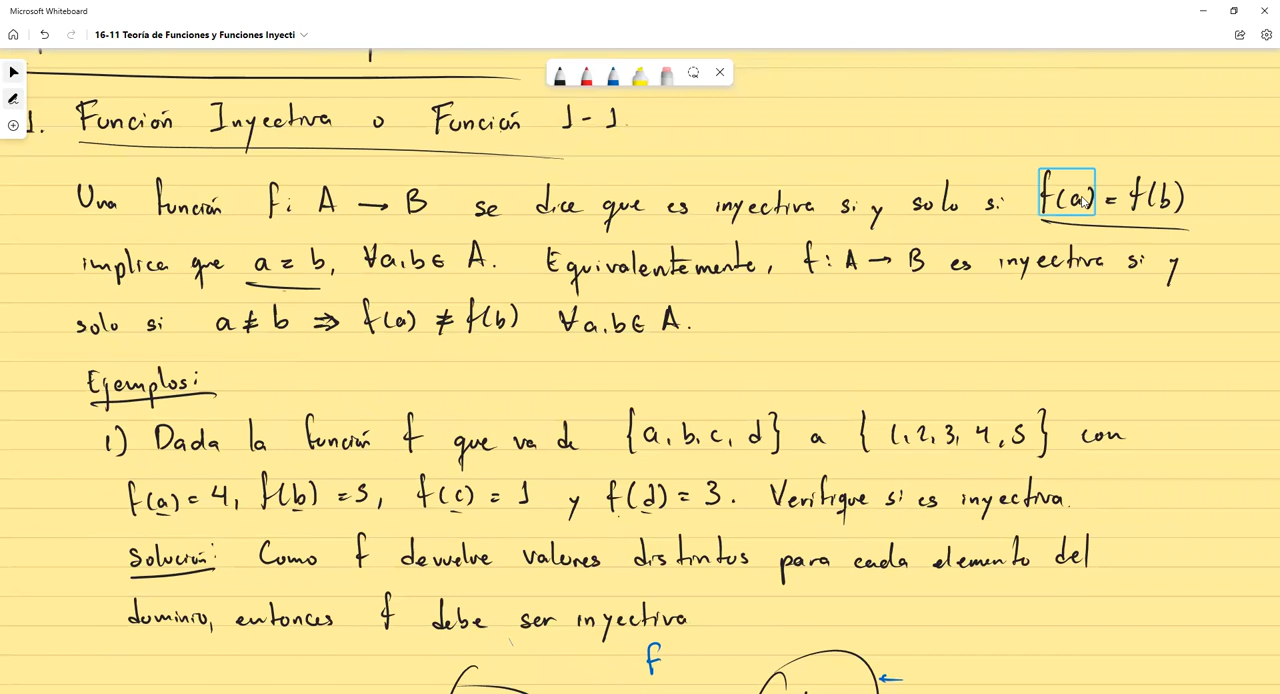 Microsoft Whiteboard
16-11 Teoría de Funciones y Funciones Inyecti
1. Función Inyectiva o Función 1-1.
Una función f: A → B se dice que es inyectiva si y solo si f(a) = f(b)
implica que a = b, ∀a,b ∈ A. Equivalentemente, f: A → B es inyectiva si y
solo si a ≠ b ⇒ f(a) ≠ f(b) ∀a,b ∈ A.
Ejemplos:
1) Dada la función f que va de {a, b, c, d} a {1, 2, 3, 4, 5} con
f(a) = 4, f(b) = 5, f(c) = 1 y f(d) = 3. Verifique si es inyectiva.
Solución: Como f devuelve valores distintos para cada elemento del
dominio, entonces f debe ser inyectiva
f